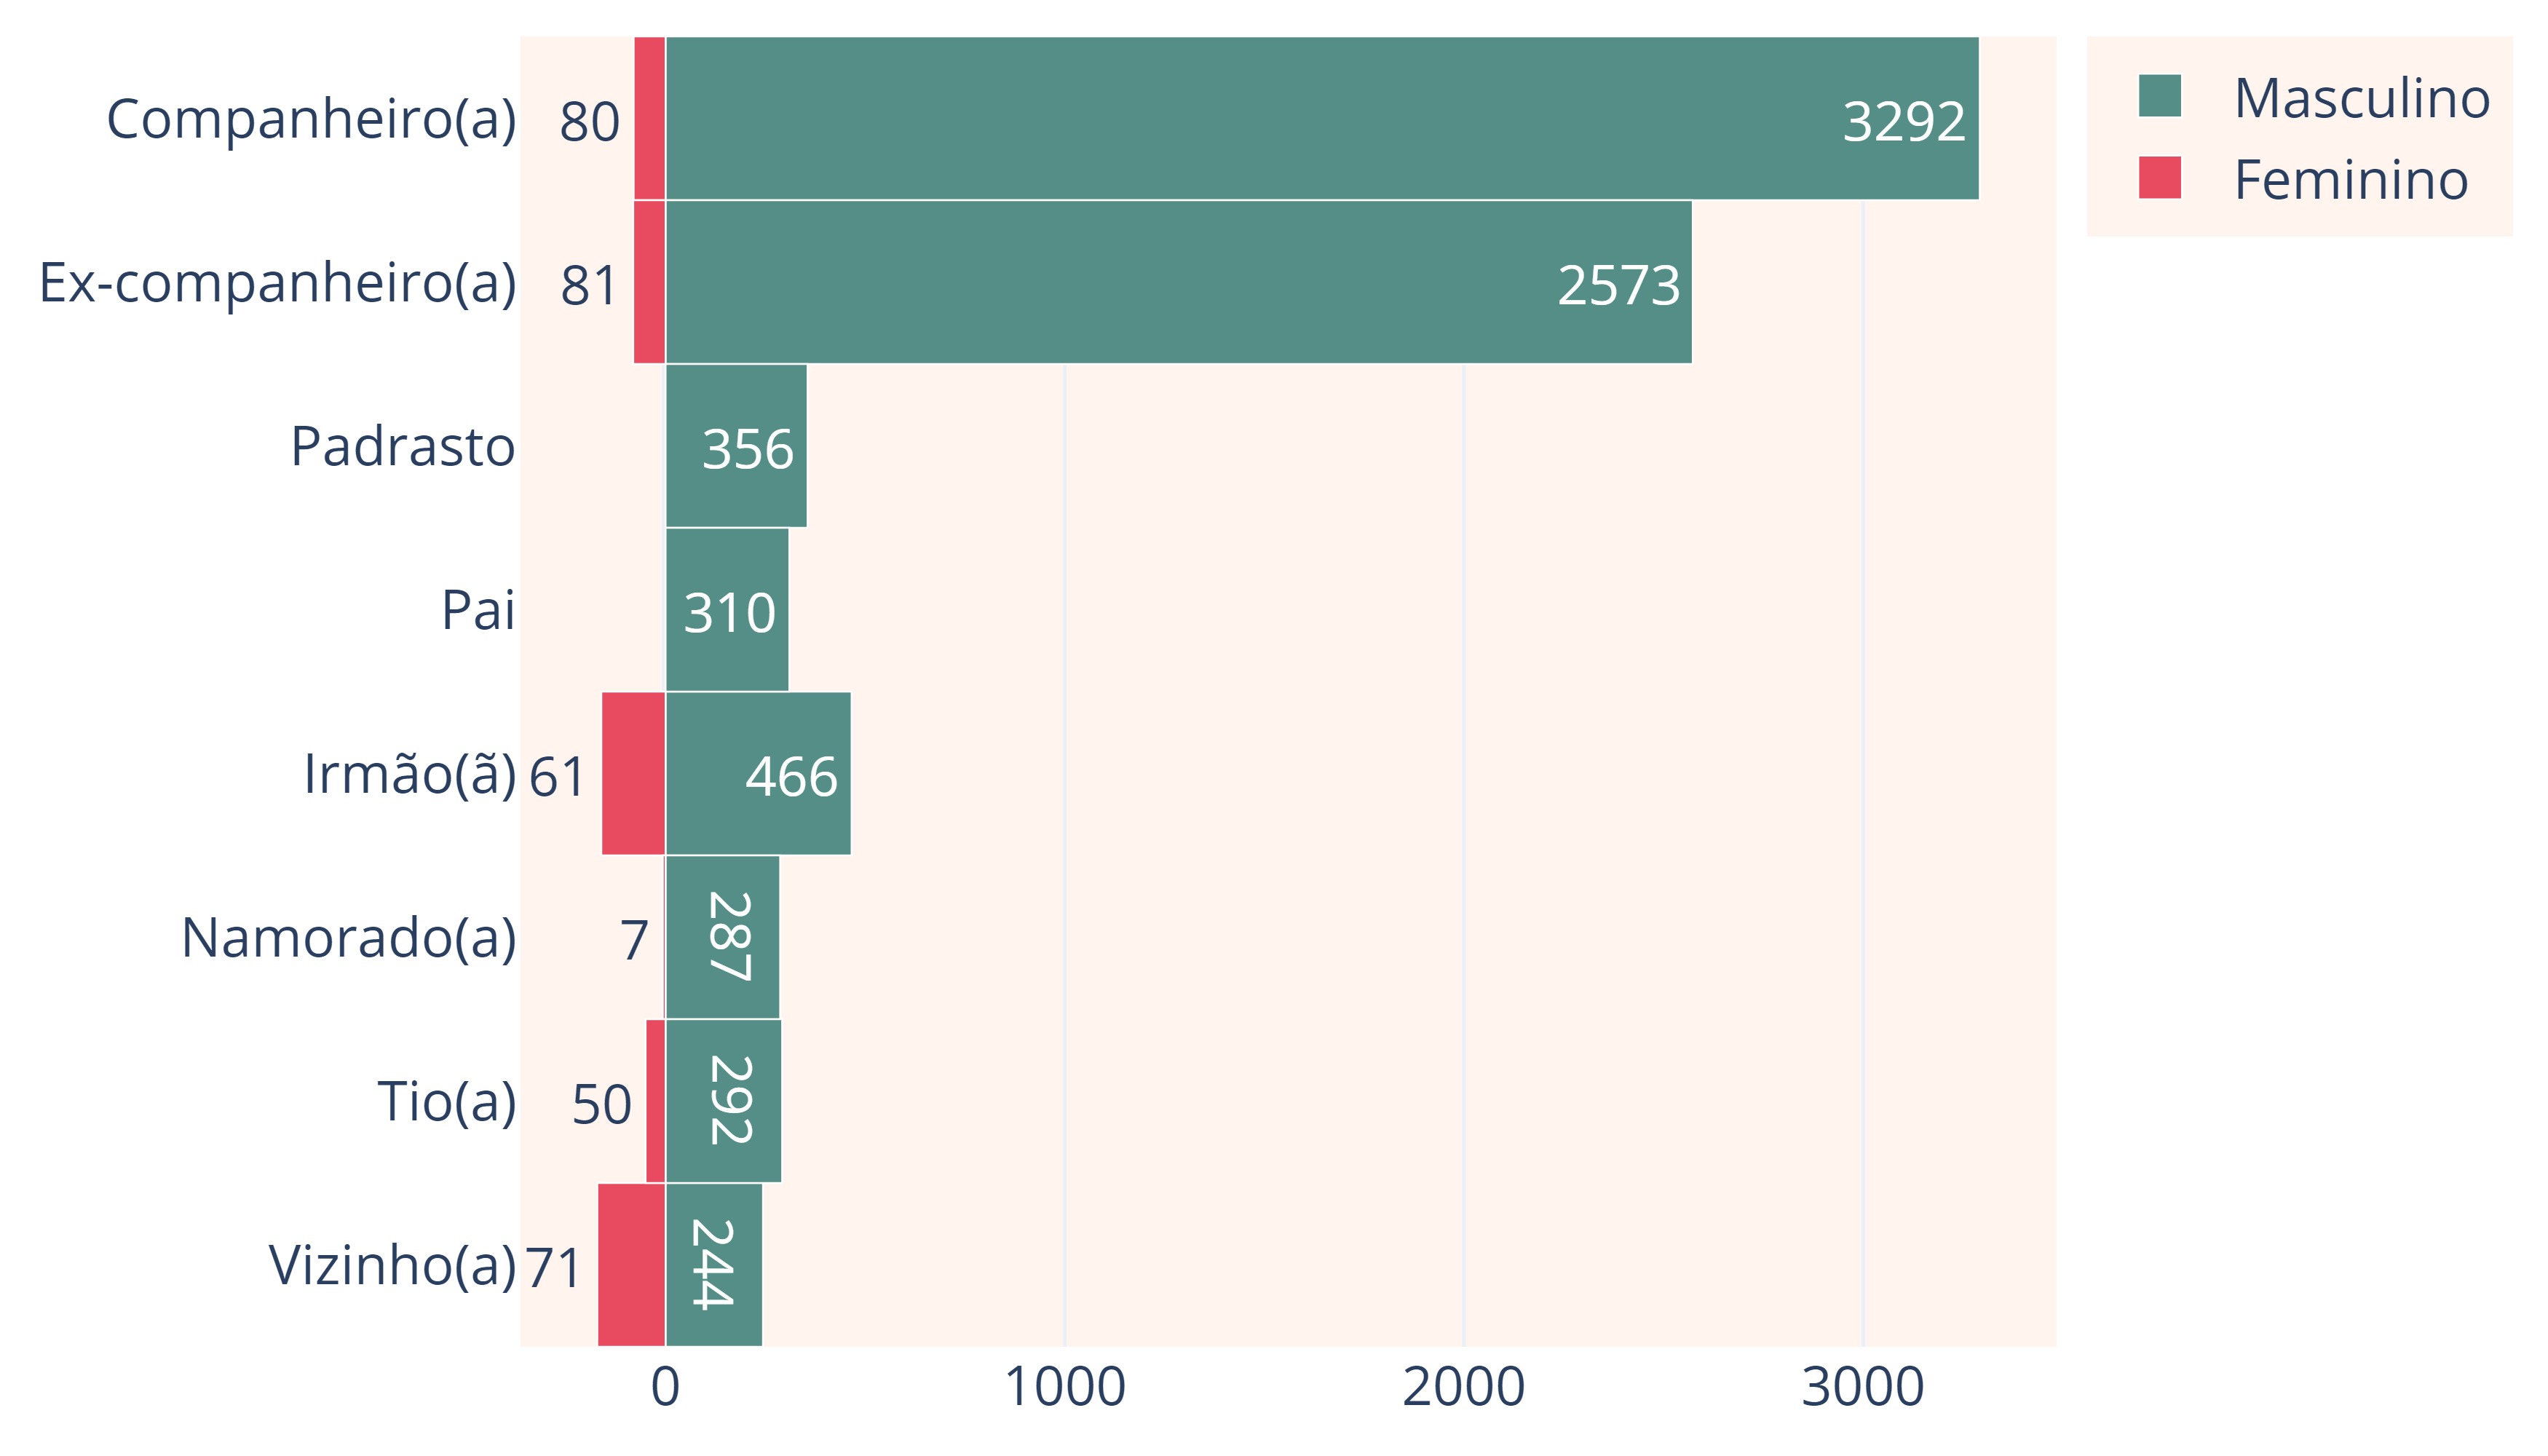 Companheiro(a) 80 3292
Ex-companheiro(a) 81 2573
Padrasto 356
Pai 310
Irmão(ã) 61 466
Namorado(a) 7 287
Tio(a) 50 292
Vizinho(a) 71 244
0 1000 2000 3000
Masculino
Feminino